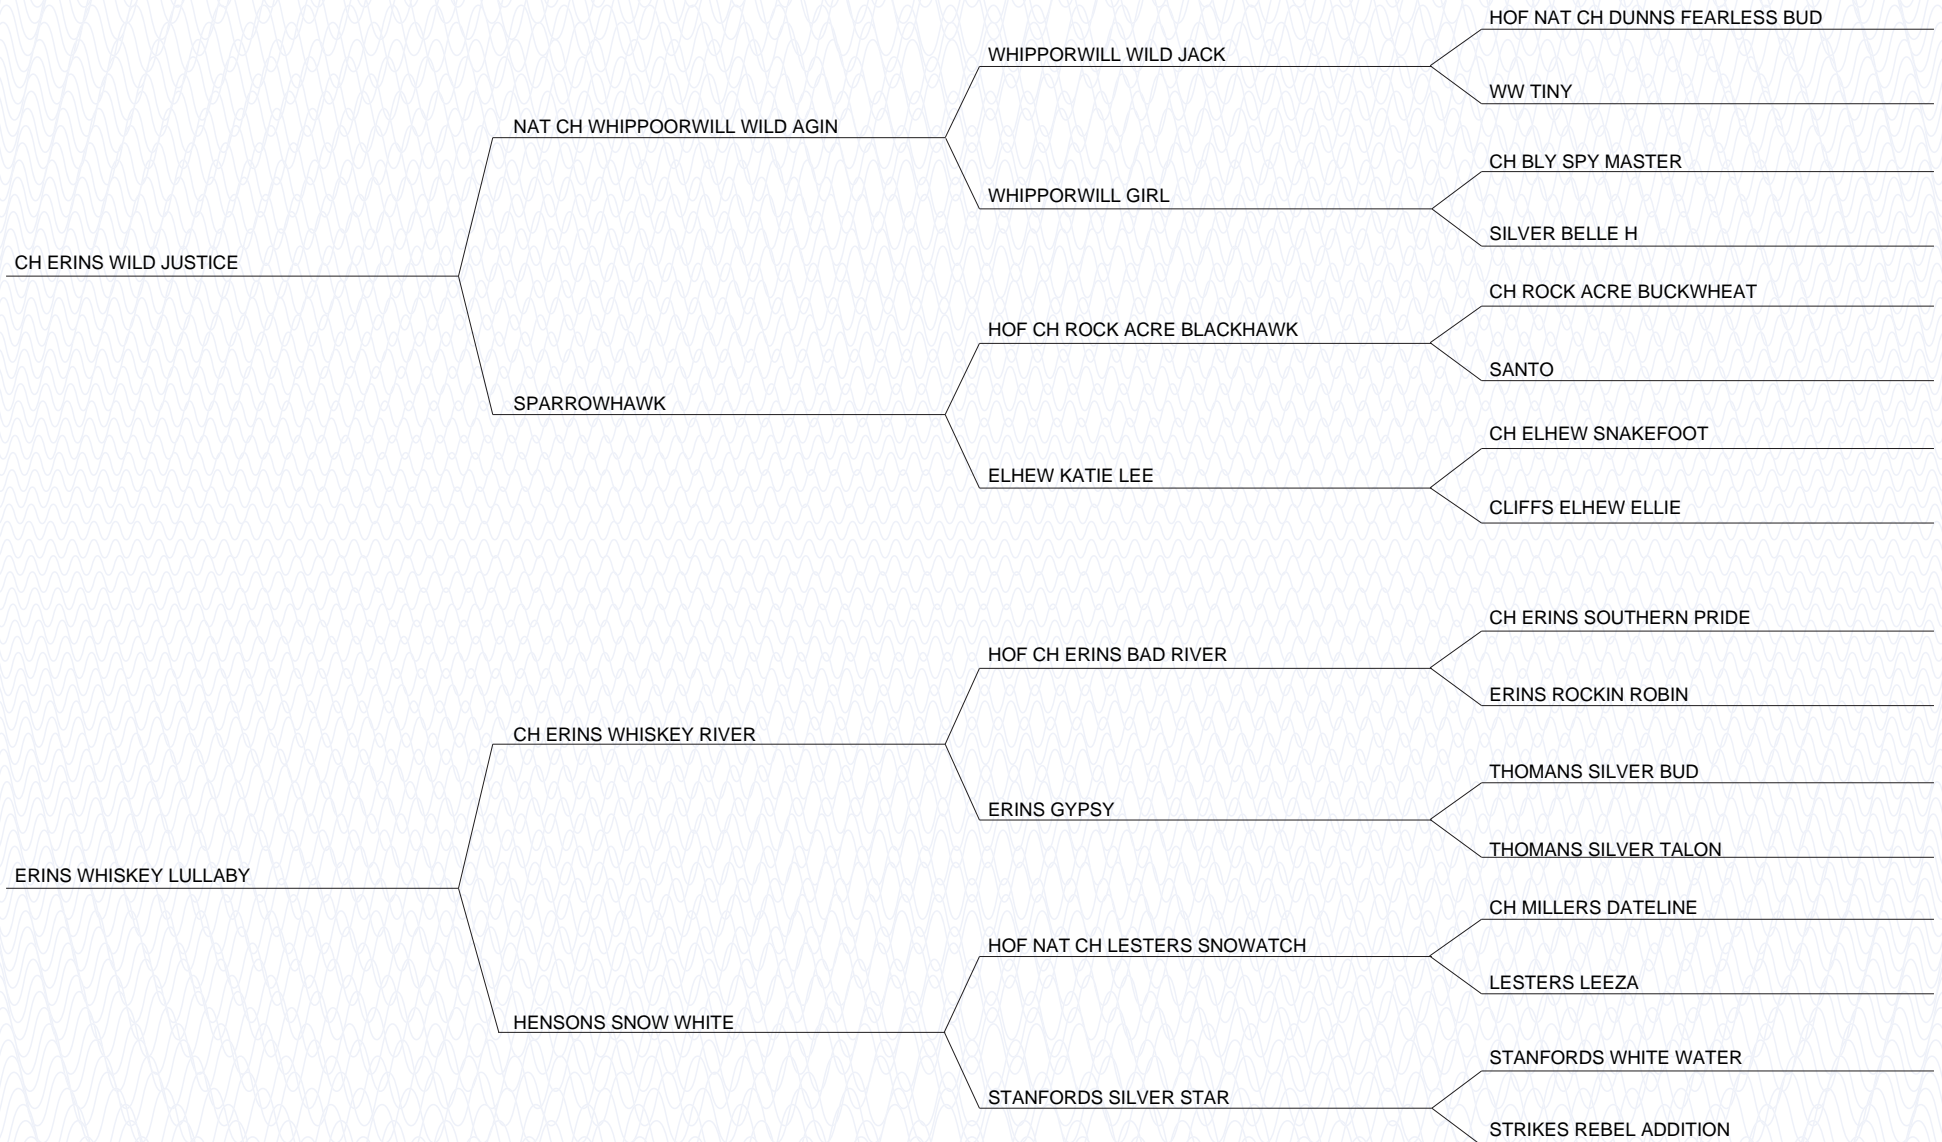 HOF NAT CH DUNNS FEARLESS BUD
WHIPPORWILL WILD JACK
WW TINY
NAT CH WHIPPOORWILL WILD AGIN
CH BLY SPY MASTER
WHIPPORWILL GIRL
SILVER BELLE H
CH ERINS WILD JUSTICE
CH ROCK ACRE BUCKWHEAT
HOF CH ROCK ACRE BLACKHAWK
SANTO
SPARROWHAWK
CH ELHEW SNAKEFOOT
ELHEW KATIE LEE
CLIFFS ELHEW ELLIE
CH ERINS SOUTHERN PRIDE
HOF CH ERINS BAD RIVER
ERINS ROCKIN ROBIN
CH ERINS WHISKEY RIVER
THOMANS SILVER BUD
ERINS GYPSY
THOMANS SILVER TALON
ERINS WHISKEY LULLABY
CH MILLERS DATELINE
HOF NAT CH LESTERS SNOWATCH
LESTERS LEEZA
HENSONS SNOW WHITE
STANFORDS WHITE WATER
STANFORDS SILVER STAR
STRIKES REBEL ADDITION